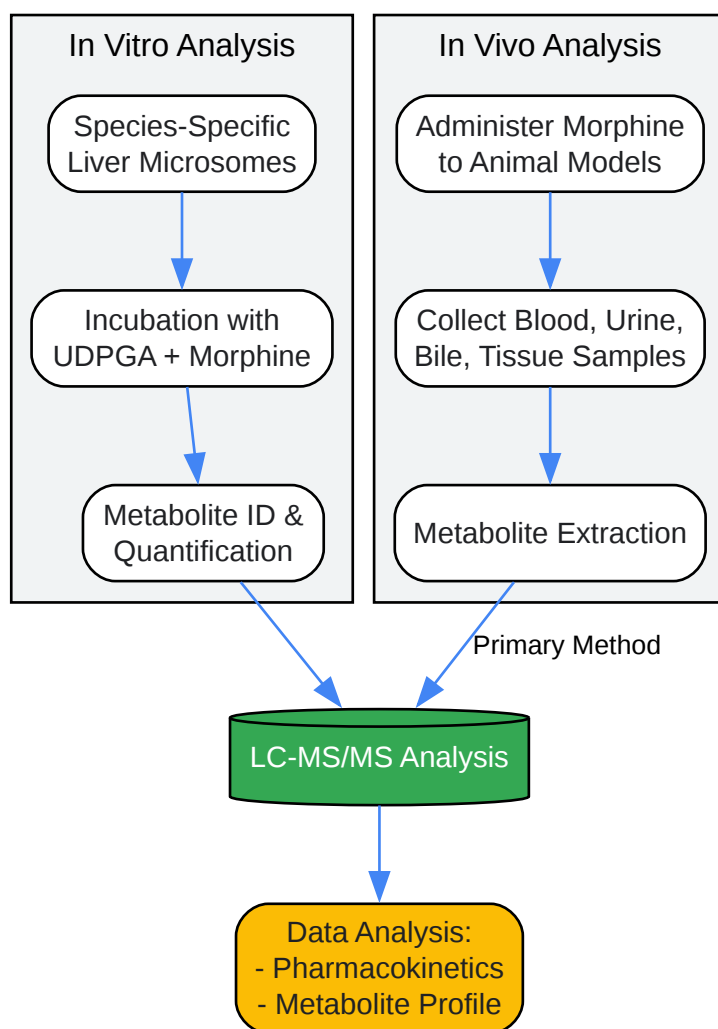 In Vitro Analysis
Species-Specific
Liver Microsomes
Incubation with
UDPGA + Morphine
Metabolite ID &
Quantification
In Vivo Analysis
Administer Morphine
to Animal Models
Collect Blood, Urine,
Bile, Tissue Samples
Metabolite Extraction
Primary Method
LC-MS/MS Analysis
Data Analysis:
- Pharmacokinetics
- Metabolite Profile